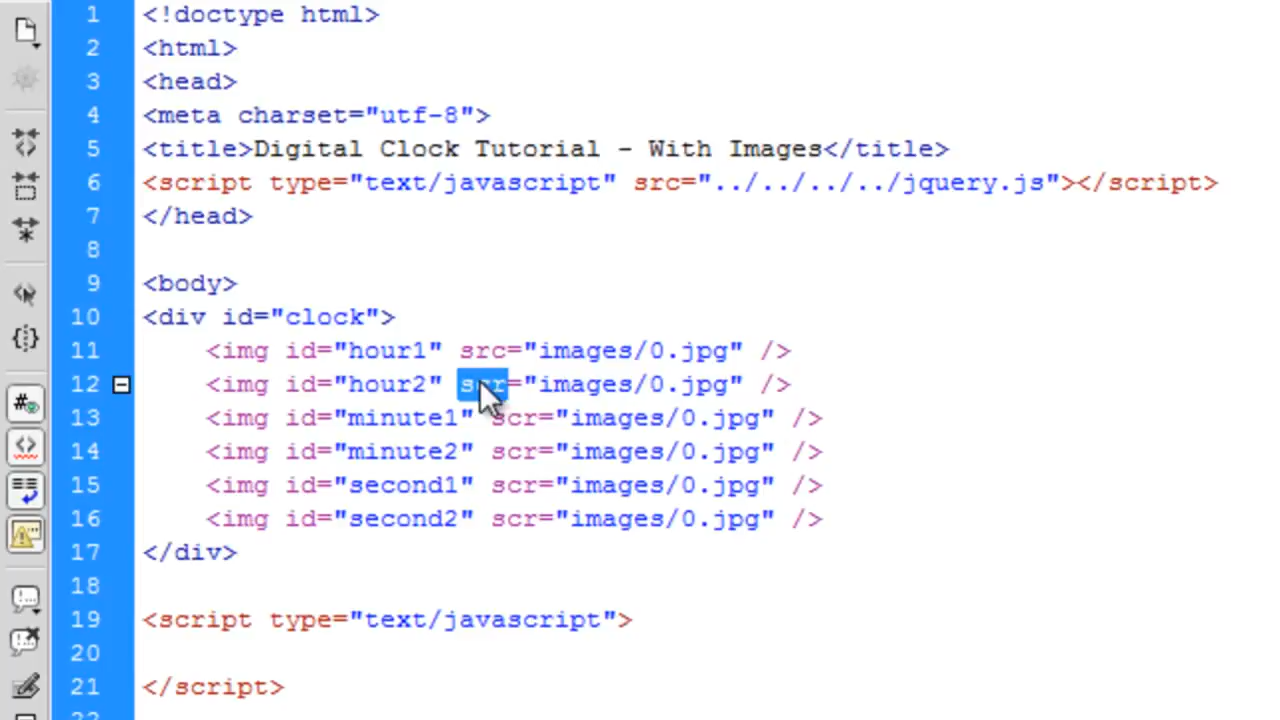 1 <!doctype html>
2 <html>
3 <head>
4 <meta charset="utf-8">
5 <title>Digital Clock Tutorial - With Images</title>
6 <script type="text/javascript" src="../../../../jquery.js"></script>
7 </head>
8
9 <body>
10 <div id="clock">
11 <img id="hour1" src="images/0.jpg" />
12 <img id="hour2" scr="images/0.jpg" />
13 <img id="minute1" scr="images/0.jpg" />
14 <img id="minute2" scr="images/0.jpg" />
15 <img id="second1" scr="images/0.jpg" />
16 <img id="second2" scr="images/0.jpg" />
17 </div>
18
19 <script type="text/javascript">
20
21 </script>
22